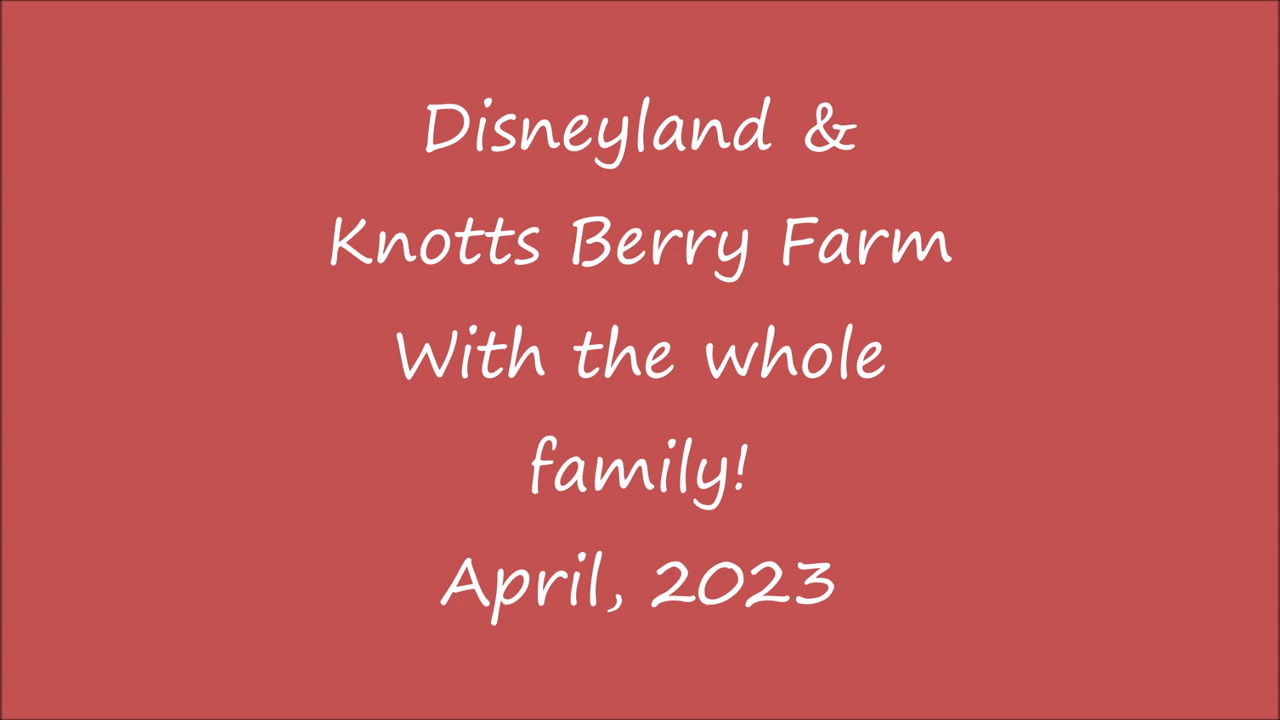 Disneyland &
Knotts Berry Farm
With the whole
family!
April, 2023